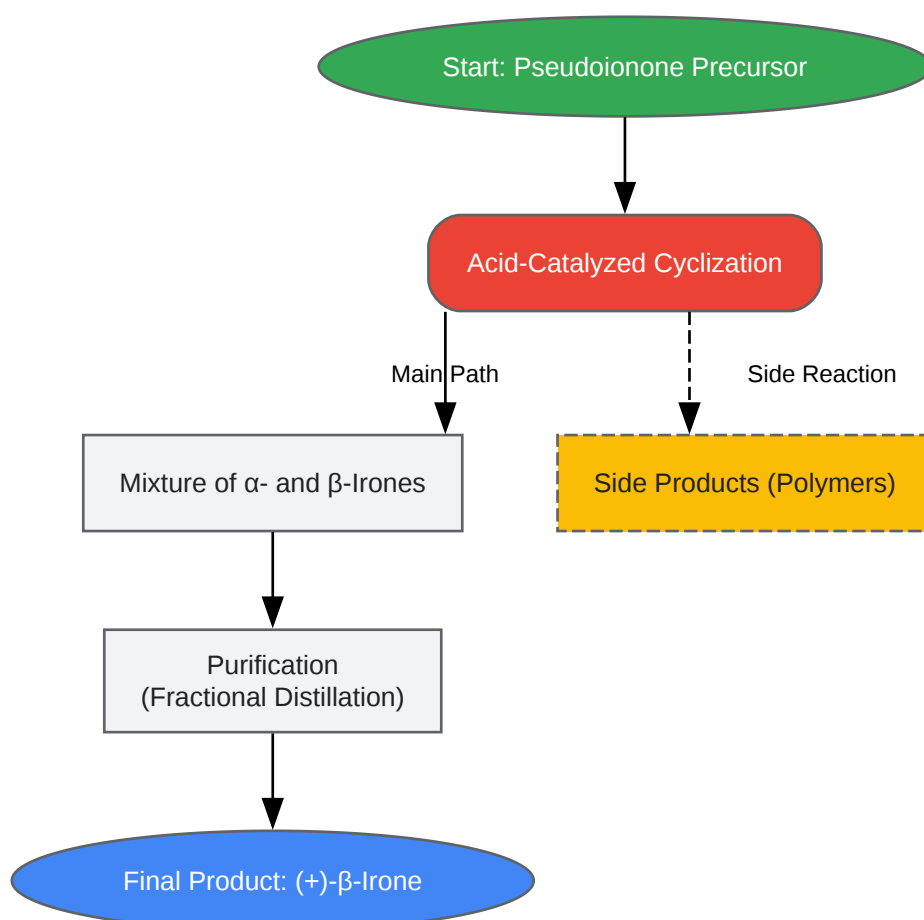 Start: Pseudoionone Precursor
Acid-Catalyzed Cyclization
Main Path
Side Reaction
Mixture of α- and β-Irones
Side Products (Polymers)
Purification
(Fractional Distillation)
Final Product: (+)-β-Irone